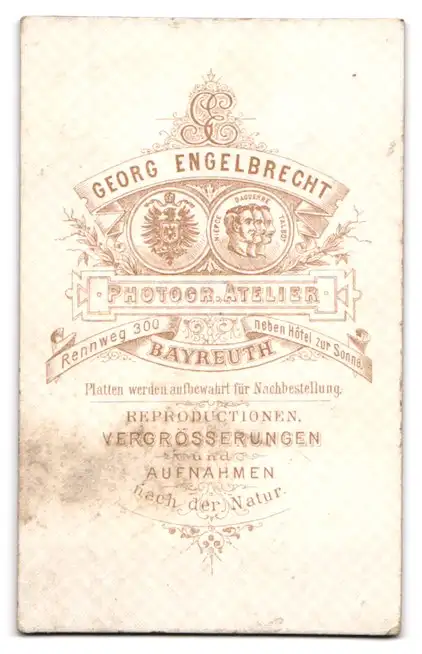 GE
GEORG ENGELBRECHT
NIEPCE DAGUERRE TALBOT
PHOTOGR. ATELIER
Rennweg 300 neben Hôtel zur Sonne.
BAYREUTH
Platten werden aufbewahrt für Nachbestellung.
REPRODUCTIONEN,
VERGRÖSSERUNGEN
und
AUFNAHMEN
nach der Natur.